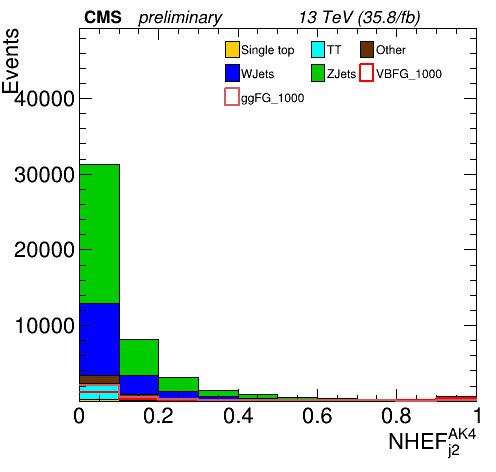 CMS preliminary 13 TeV (35.8/fb)
Events
Single top TT Other
WJets ZJets VBFG_1000
ggFG_1000
40000
30000
20000
10000
0 0.2 0.4 0.6 0.8 1
NHEF^{AK4}_{j2}